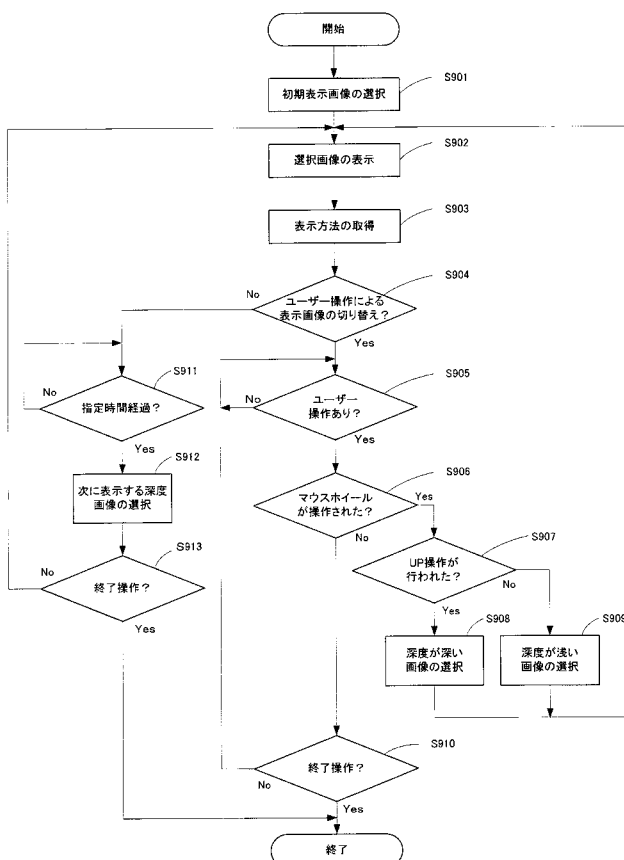 開始
S901
初期表示画像の選択
S902
選択画像の表示
S903
表示方法の取得
S904
No
ユーザー操作による
表示画像の切り替え?
Yes
S911
No
指定時間経過?
Yes
S905
No
ユーザー
操作あり?
Yes
S912
次に表示する深度
画像の選択
S906
マウスホイール
が操作された?
Yes
No
S913
No
終了操作?
Yes
S907
UP操作が
行われた?
No
Yes
S908
深度が深い
画像の選択
S909
深度が浅い
画像の選択
S910
終了操作?
No
Yes
終了